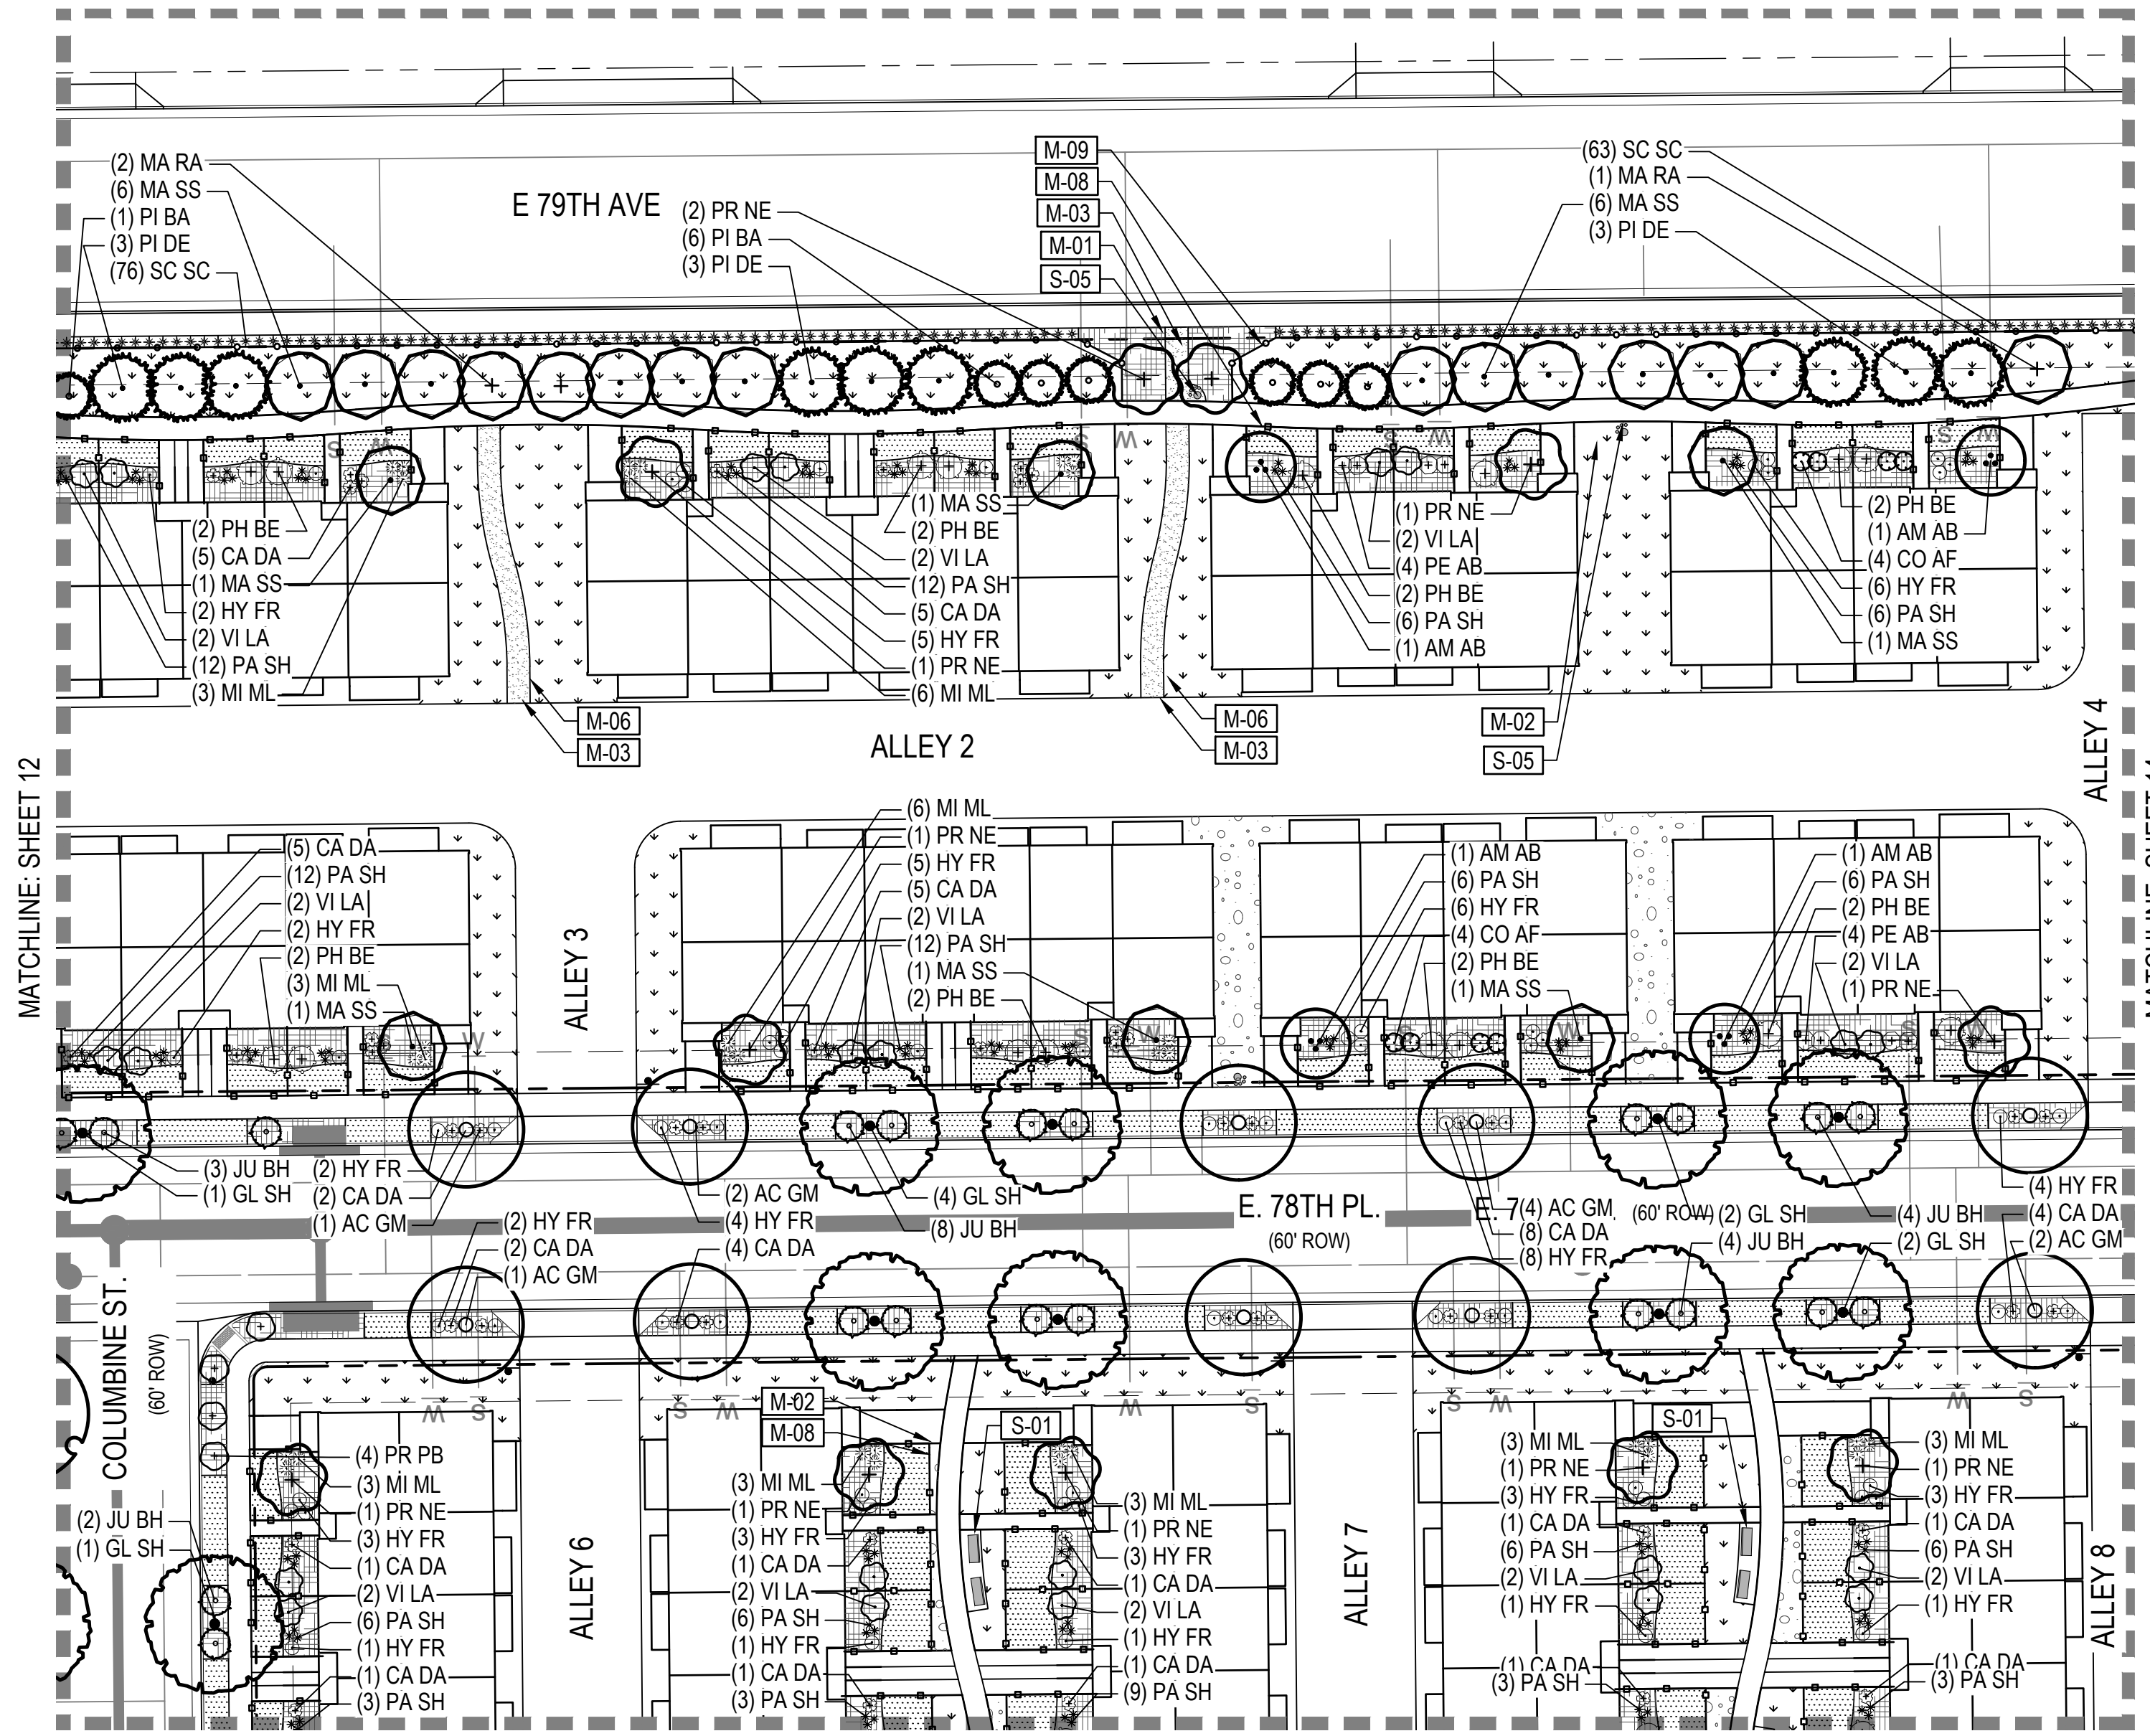 (2) MA RA
(6) MA SS
(1) PI BA
(3) PI DE
(76) SC SC
E 79TH AVE
(2) PR NE
(6) PI BA
(3) PI DE
M-09
M-08
M-03
M-01
S-05
(63) SC SC
(1) MA RA
(6) MA SS
(3) PI DE
S
W
S
W
S
W
S
W
(2) PH BE
(5) CA DA
(1) MA SS
(2) HY FR
(2) VI LA
(12) PA SH
(3) MI ML
(1) MA SS
(2) PH BE
(2) VI LA
(12) PA SH
(5) CA DA
(5) HY FR
(1) PR NE
(6) MI ML
(1) PR NE
(2) VI LA
(4) PE AB
(2) PH BE
(6) PA SH
(1) AM AB
(2) PH BE
(1) AM AB
(4) CO AF
(6) HY FR
(6) PA SH
(1) MA SS
M-06
M-03
M-06
M-03
M-02
S-05
ALLEY 2
ALLEY 4
MATCHLINE: SHEET 12
(5) CA DA
(12) PA SH
(2) VI LA
(2) HY FR
(2) PH BE
(3) MI ML
(1) MA SS
ALLEY 3
(6) MI ML
(1) PR NE
(5) HY FR
(5) CA DA
(2) VI LA
(12) PA SH
(1) MA SS
(2) PH BE
(1) AM AB
(6) PA SH
(6) HY FR
(4) CO AF
(2) PH BE
(1) MA SS
(1) AM AB
(6) PA SH
(2) PH BE
(4) PE AB
(2) VI LA
(1) PR NE
W
S
W
S
W
S
W
(3) JU BH
(1) GL SH
(2) HY FR
(2) CA DA
(1) AC GM
(2) HY FR
(2) CA DA
(1) AC GM
(2) AC GM
(4) HY FR
(4) CA DA
(4) GL SH
(8) JU BH
E. 78TH PL.
(60' ROW)
E. 7
(4) AC GM
(8) CA DA
(8) HY FR
(60' ROW)
(2) GL SH
(4) JU BH
(4) JU BH
(2) GL SH
(4) HY FR
(4) CA DA
(2) AC GM
COLUMBINE ST.
(60' ROW)
W
S
S
W
W
S
S
W
W
S
M-02
M-08
S-01
S-01
(4) PR PB
(3) MI ML
(1) PR NE
(3) HY FR
(1) CA DA
(2) VI LA
(6) PA SH
(1) HY FR
(1) CA DA
(3) PA SH
(2) JU BH
(1) GL SH
ALLEY 6
(3) MI ML
(1) PR NE
(3) HY FR
(1) CA DA
(2) VI LA
(6) PA SH
(1) HY FR
(1) CA DA
(3) PA SH
(3) MI ML
(1) PR NE
(3) HY FR
(1) CA DA
(2) VI LA
(1) HY FR
(1) CA DA
(9) PA SH
ALLEY 7
(3) MI ML
(1) PR NE
(3) HY FR
(1) CA DA
(6) PA SH
(2) VI LA
(1) HY FR
(1) CA DA
(3) PA SH
(3) MI ML
(1) PR NE
(3) HY FR
(1) CA DA
(6) PA SH
(2) VI LA
(1) HY FR
(1) CA DA
(3) PA SH
ALLEY 8